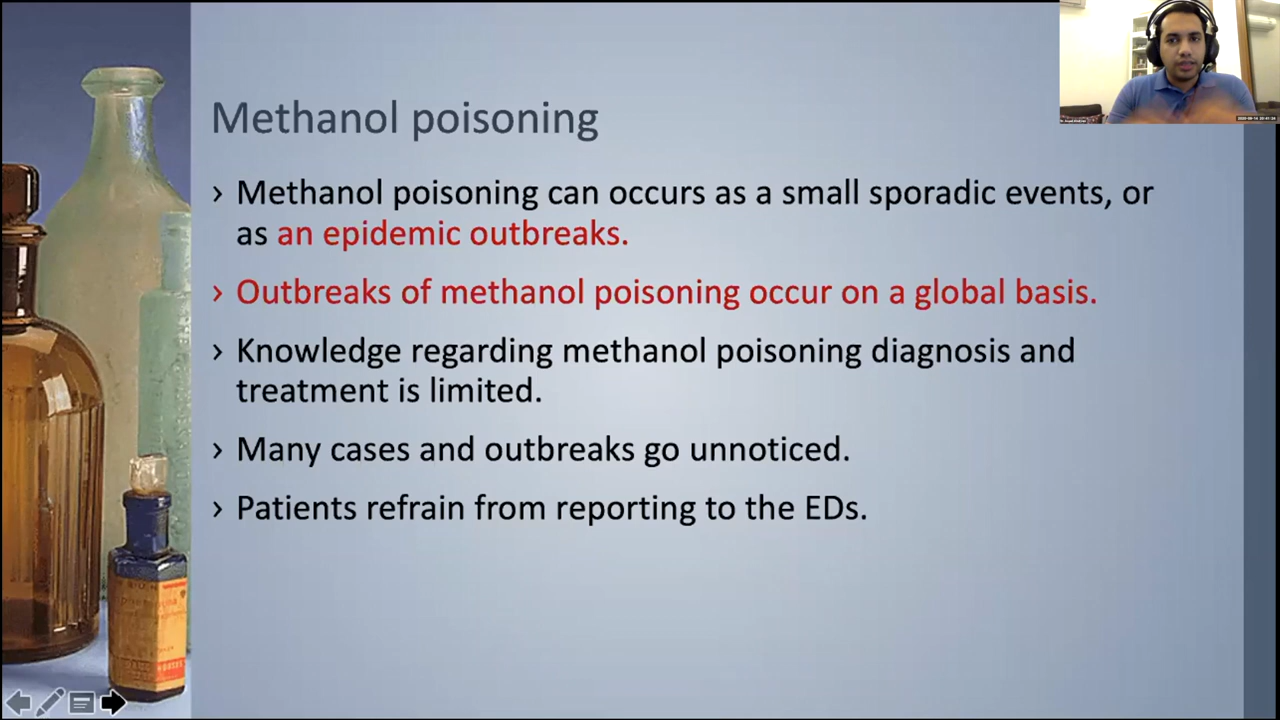 Methanol poisoning
› Methanol poisoning can occurs as a small sporadic events, or
as an epidemic outbreaks.
› Outbreaks of methanol poisoning occur on a global basis.
› Knowledge regarding methanol poisoning diagnosis and
treatment is limited.
› Many cases and outbreaks go unnoticed.
› Patients refrain from reporting to the EDs.